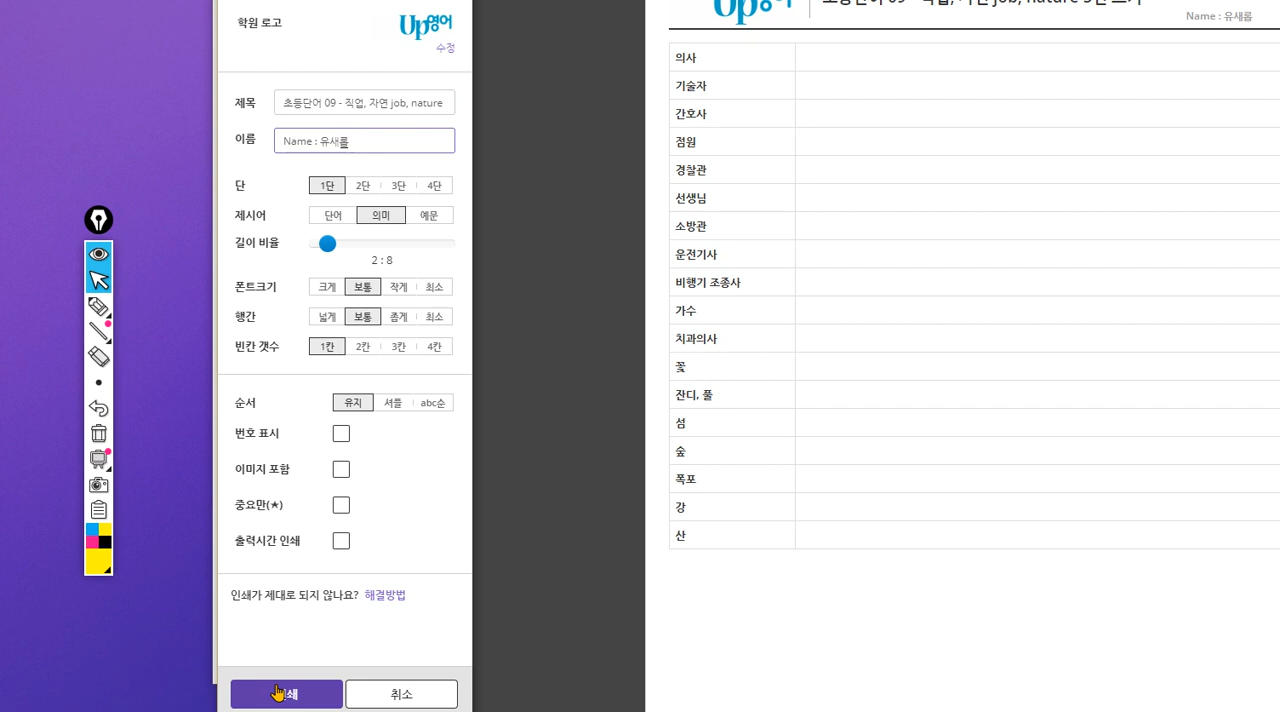 학원 로고
Up영어
수정
제목 초등단어 09 - 직업, 자연 job, nature
이름 Name : 유새롬
단 1단 2단 3단 4단
제시어 단어 의미 예문
길이 비율
2 : 8
폰트크기 크게 보통 작게 최소
행간 넓게 보통 좁게 최소
빈칸 갯수 1칸 2칸 3칸 4칸
순서 유지 셔플 abc순
번호 표시
이미지 포함
중요만(★)
출력시간 인쇄
인쇄가 제대로 되지 않나요? 해결방법
취소
Up영어
Name : 유새롬
의사
기술자
간호사
점원
경찰관
선생님
소방관
운전기사
비행기 조종사
가수
치과의사
꽃
잔디, 풀
섬
숲
폭포
강
산